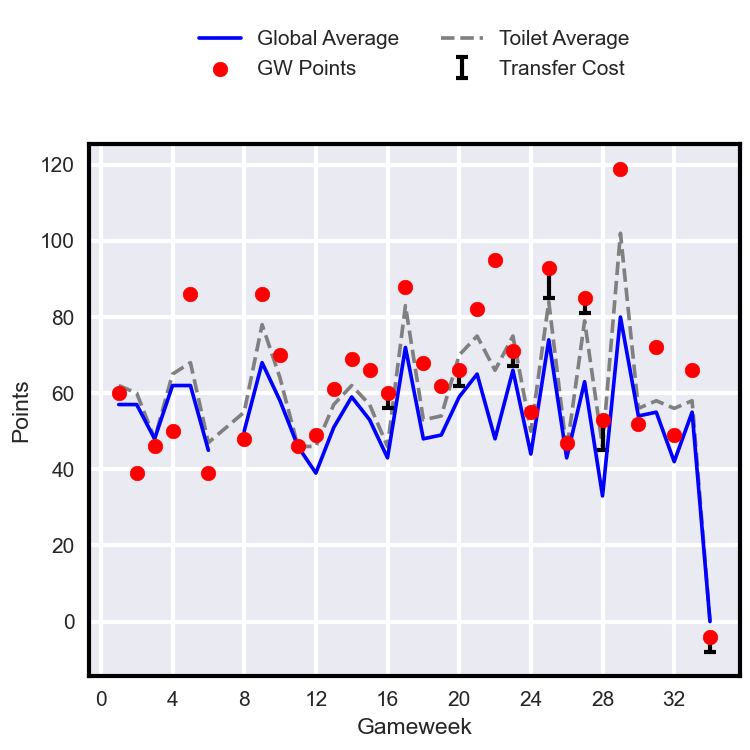 Global Average
Toilet Average
GW Points
Transfer Cost
120
100
80
60
40
20
0
Points
0 4 8 12 16 20 24 28 32
Gameweek